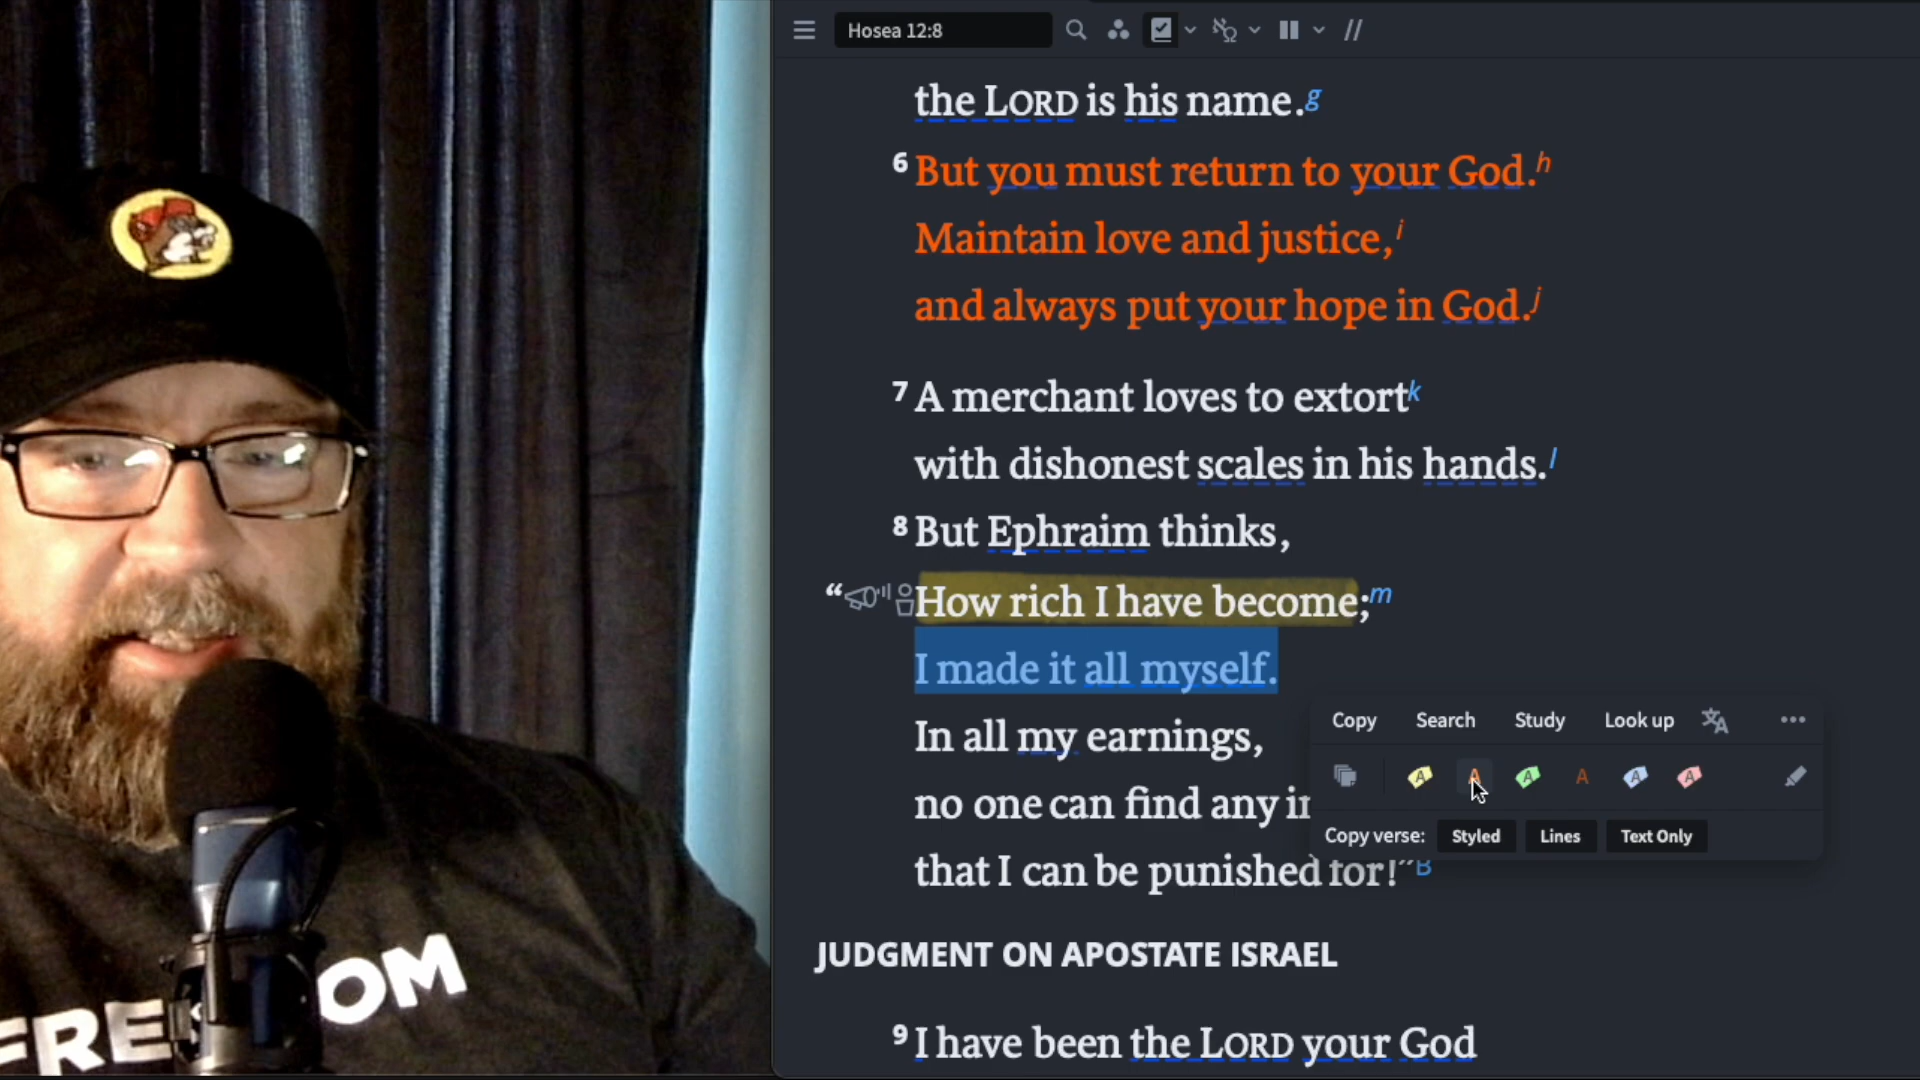 Hosea 12:8
the LORD is his name.g
6 But you must return to your God.h
Maintain love and justice,i
and always put your hope in God.j
7 A merchant loves to extortk
with dishonest scales in his hands.l
8 But Ephraim thinks,
“How rich I have become;m
I made it all myself.
In all my earnings,
no one can find any
that I can be punished for!”B
Copy Search Study Look up
Copy verse: Styled Lines Text Only
JUDGMENT ON APOSTATE ISRAEL
9 I have been the LORD your God
FRE OM